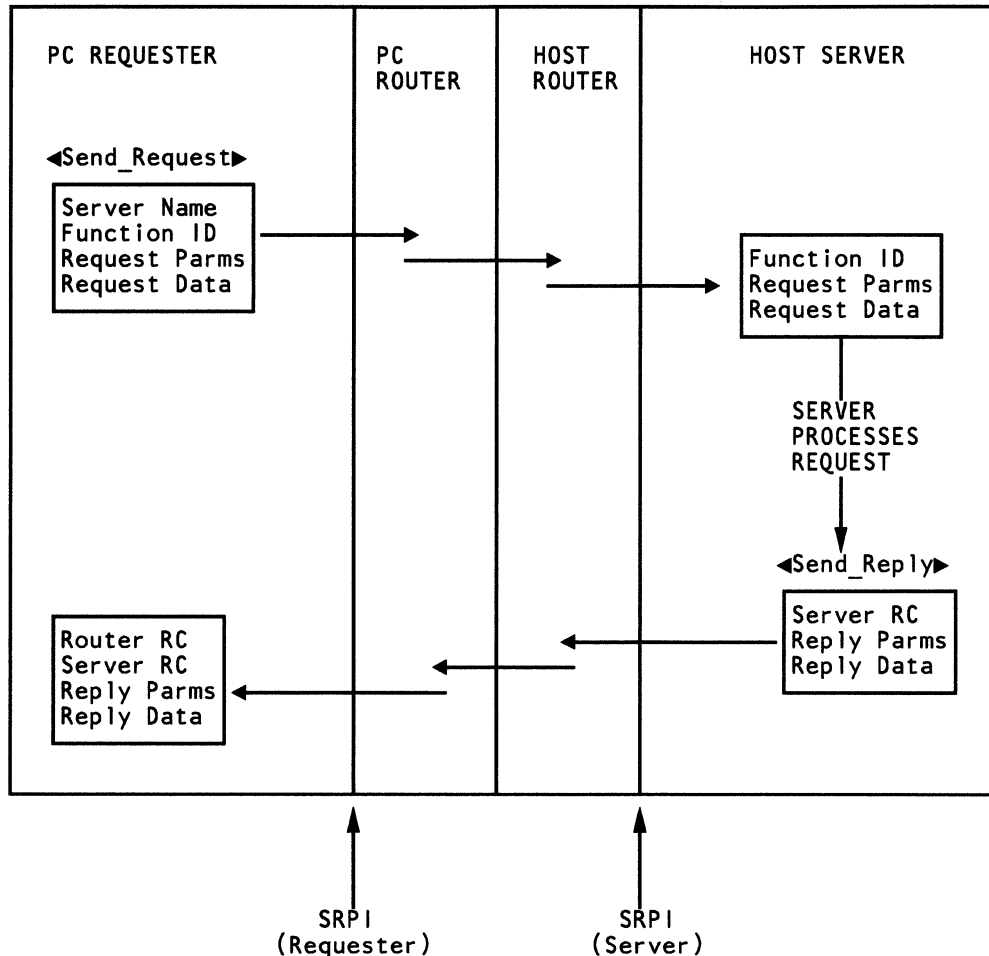 PC REQUESTER
PC
ROUTER
HOST
ROUTER
HOST SERVER
◄Send_Request►
Server Name
Function ID
Request Parms
Request Data
Function ID
Request Parms
Request Data
SERVER
PROCESSES
REQUEST
◄Send_Reply►
Server RC
Reply Parms
Reply Data
Router RC
Server RC
Reply Parms
Reply Data
SRPI
(Requester)
SRPI
(Server)